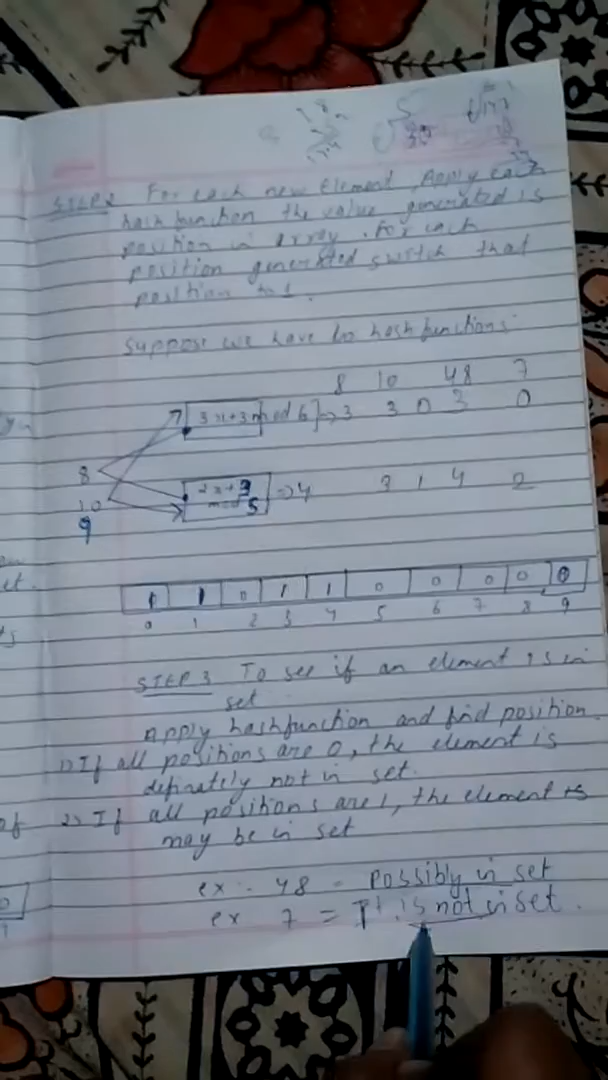 STEP2 For each new Element, Apply each
hash function the value generated is
position in array. For each
position generated switch that
position to 1.
Suppose we have two hash functions
8 10 48 7
3x+3 mod 6 => 3 3 0 3 0
8
2x+3 mod 5 => 4 3 1 4 2
10
9
1 1 0 1 1 0 0 0 0 0
0 1 2 3 4 5 6 7 8 9
STEP 3 To see if an element is in
set
Apply hashfunction and find position.
1) If all positions are 0, the element is
definately not in set.
2) If all positions are 1, the element is
may be in set
ex :- 48 = Possibly in set
ex 7 = It is not in set.